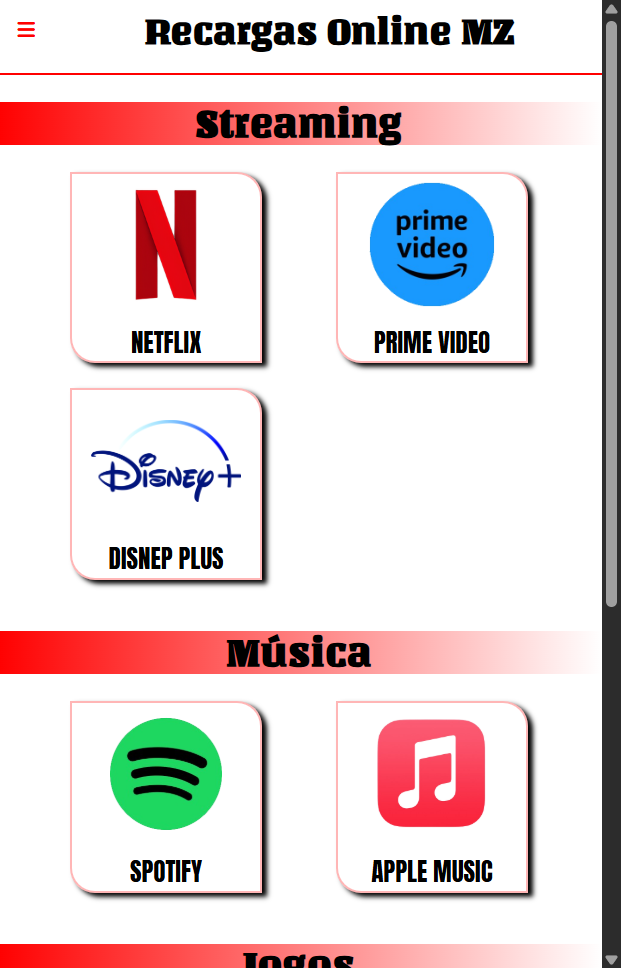 Recargas Online MZ
Streaming
prime
video
NETFLIX
PRIME VIDEO
Disney+
DISNEP PLUS
Música
SPOTIFY
APPLE MUSIC
Jogos